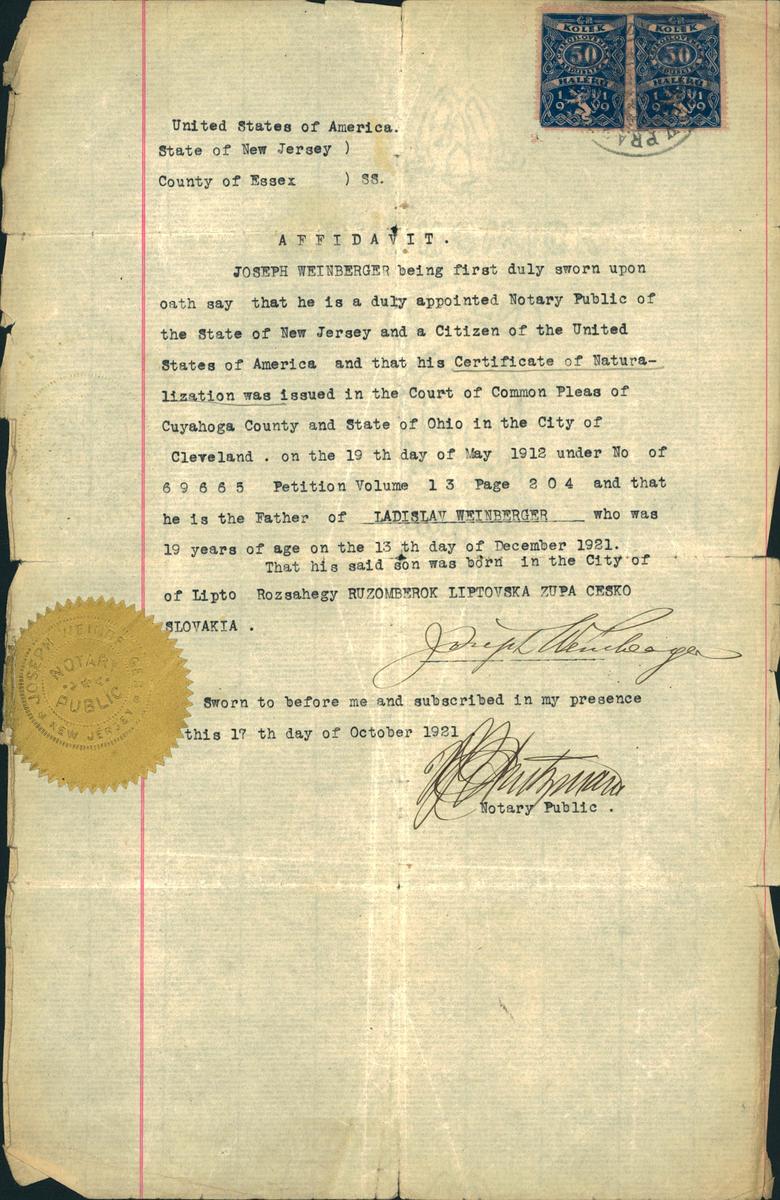 KOLEK KOLEK
50 50
HALÉŘŮ HALÉŘŮ
1919 1919
PRA
United States of America.
State of New Jersey )
County of Essex ) SS.
A F F I D A V I T .
JOSEPH WEINBERGER being first duly sworn upon
oath say that he is a duly appointed Notary Public of
the State of New Jersey and a Citizen of the United
States of America and that his Certificate of Natura-
lization was issued in the Court of Common Pleas of
Cuyahoga County and State of Ohio in the City of
Cleveland . on the 19 th day of May 1912 under No of
6 9 6 6 5 Petition Volume 1 3 Page 2 0 4 and that
he is the Father of LADISLAV WEINBERGER who was
19 years of age on the 13 th day of December 1921.
That his said son was born in the City of
of Lipto Rozsahegy RUZOMBEROK LIPTOVSKA ZUPA CESKO
SLOVAKIA .
Joseph Weinberger
JOSEPH WEINBERGER
NOTARY
PUBLIC
NEW JERSEY
Sworn to before me and subscribed in my presence
this 17 th day of October 1921
Notary Public .